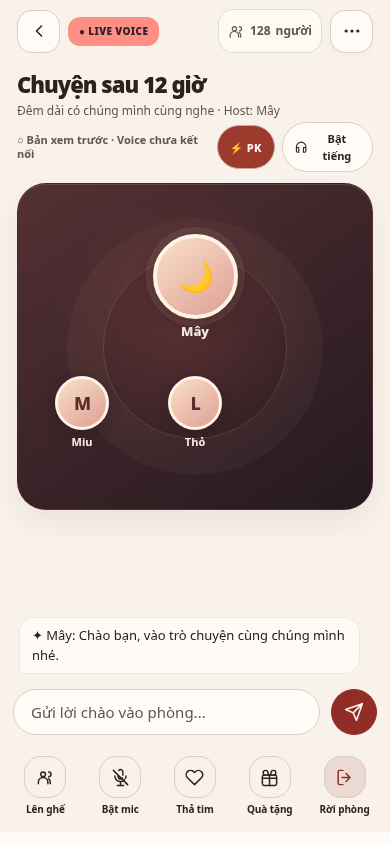 • LIVE VOICE
128 người
Chuyện sau 12 giờ
Đêm dài có chúng mình cùng nghe · Host: Mây
○ Bản xem trước · Voice chưa kết
nối
⚡ PK
Bật
tiếng
Mây
M
L
Miu
Thỏ
✦ Mây: Chào bạn, vào trò chuyện cùng chúng mình
nhé.
Gửi lời chào vào phòng...
Lên ghế
Bật mic
Thả tim
Quà tặng
Rời phòng